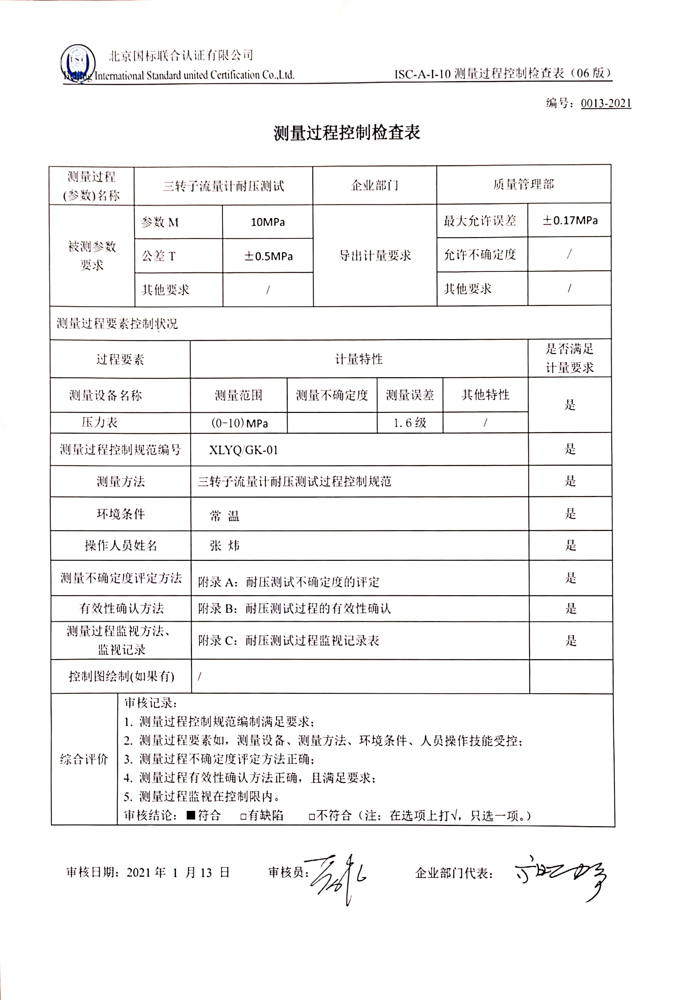 北京国标联合认证有限公司
Beijing International Standard united Certification Co.,Ltd.
ISC-A-I-10 测量过程控制检查表（06 版）
编号：0013-2021
测量过程控制检查表
测量过程
(参数)名称
三转子流量计耐压测试
企业部门
质量管理部
被测参数
要求
参数 M
10MPa
导出计量要求
最大允许误差
±0.17MPa
公差 T
±0.5MPa
允许不确定度
/
其他要求
/
其他要求
/
测量过程要素控制状况
过程要素
计量特性
是否满足
计量要求
测量设备名称
测量范围
测量不确定度
测量误差
其他特性
是
压力表
(0-10)MPa
1.6级
/
测量过程控制规范编号
XLYQ/GK-01
是
测量方法
三转子流量计耐压测试过程控制规范
是
环境条件
常 温
是
操作人员姓名
张 炜
是
测量不确定度评定方法
附录 A：耐压测试不确定度的评定
是
有效性确认方法
附录 B：耐压测试过程的有效性确认
是
测量过程监视方法、
监视记录
附录 C：耐压测试过程监视记录表
是
控制图绘制(如果有)
/
综合评价
审核记录：
1. 测量过程控制规范编制满足要求；
2. 测量过程要素如，测量设备、测量方法、环境条件、人员操作技能受控；
3. 测量过程不确定度评定方法正确；
4. 测量过程有效性确认方法正确，且满足要求；
5. 测量过程监视在控制限内。
审核结论：■符合 □有缺陷 □不符合（注：在选项上打√，只选一项。）
审核日期：2021 年 1 月 13 日
审核员：
企业部门代表：